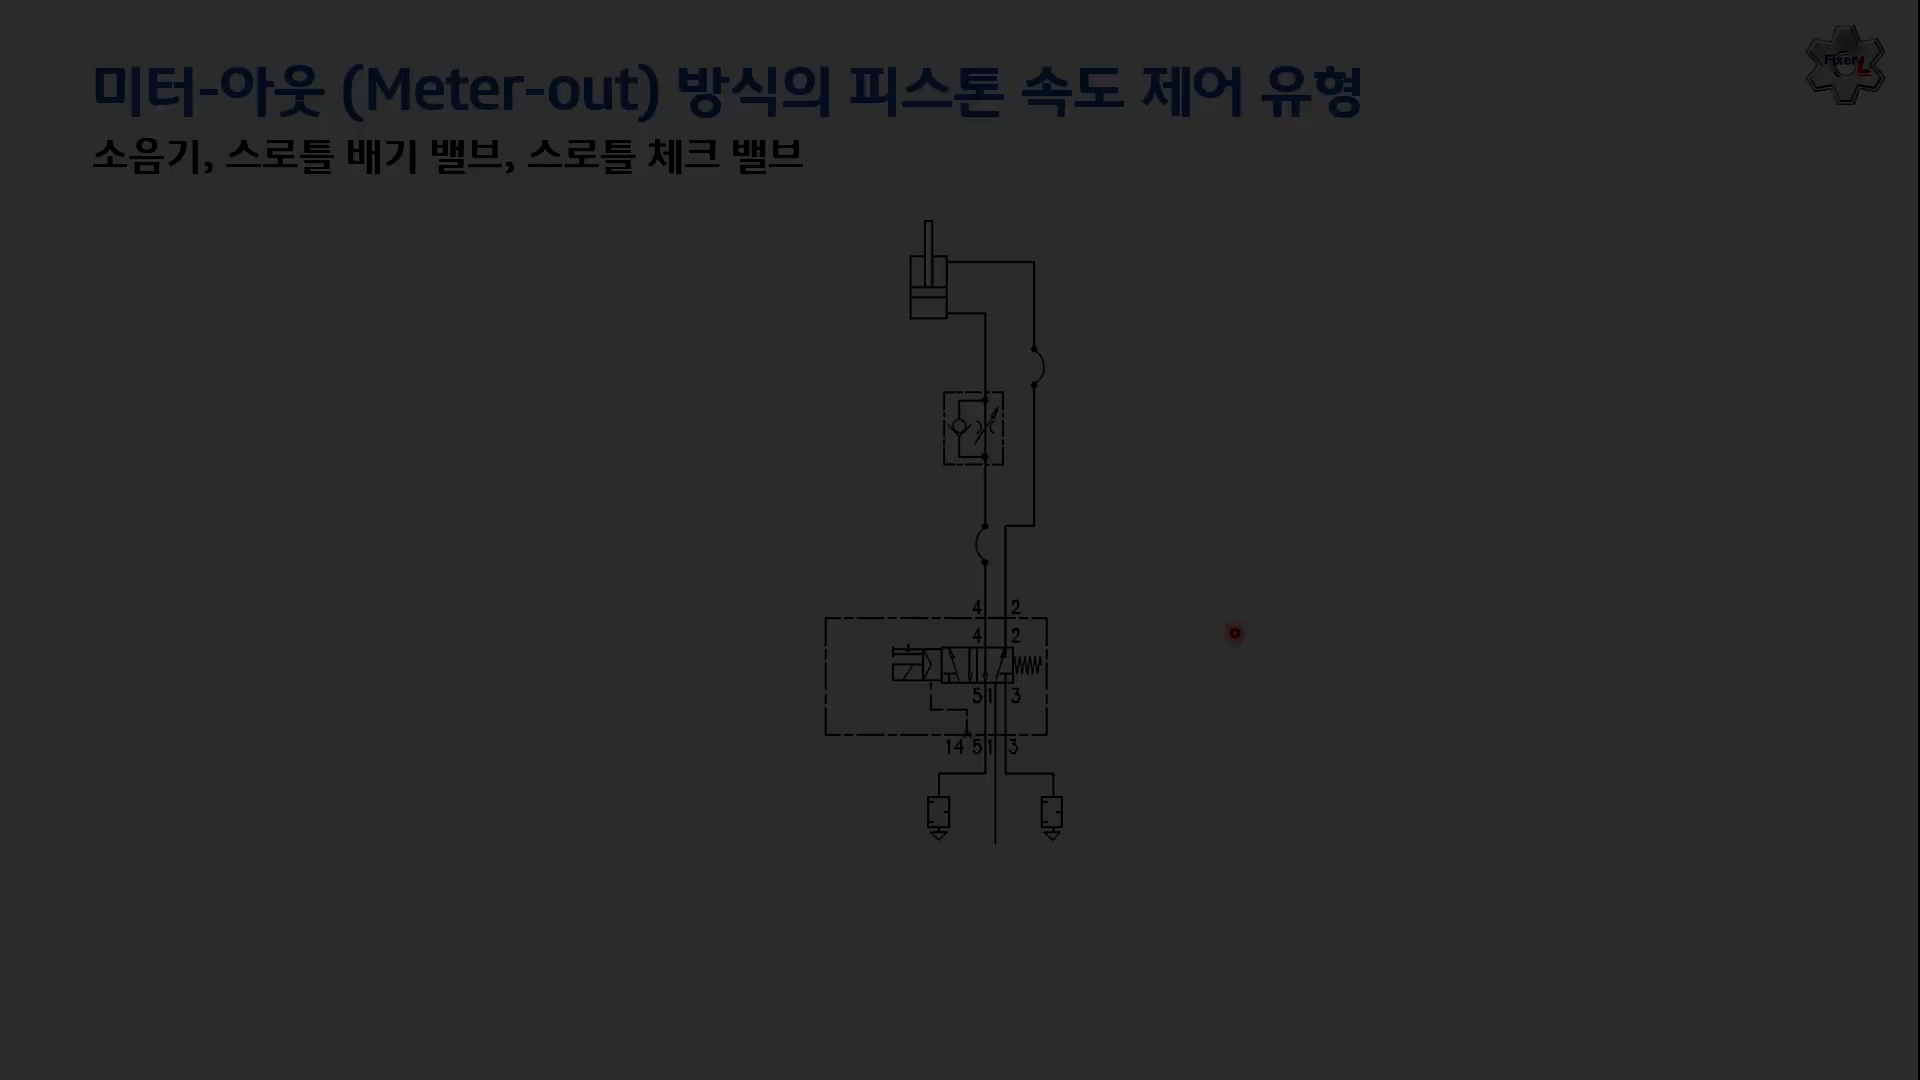 미터-아웃 (Meter-out) 방식의 피스톤 속도 제어 유형
소음기, 스로틀 배기 밸브, 스로틀 체크 밸브
FixerL
4 2
4 2
5 1 3
14 5 1 3